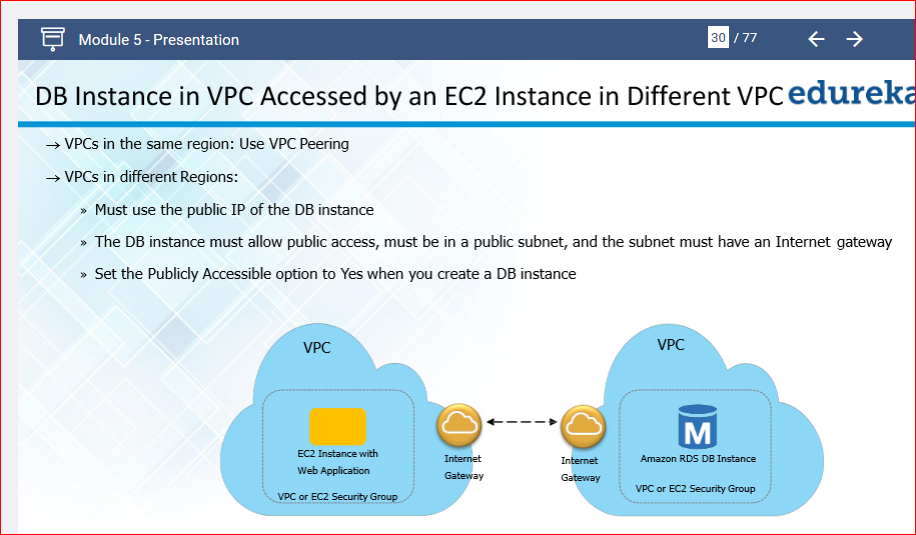 Module 5 - Presentation
30 / 77
DB Instance in VPC Accessed by an EC2 Instance in Different VPC
edureka
→ VPCs in the same region: Use VPC Peering
→ VPCs in different Regions:
» Must use the public IP of the DB instance
» The DB instance must allow public access, must be in a public subnet, and the subnet must have an Internet gateway
» Set the Publicly Accessible option to Yes when you create a DB instance
VPC
EC2 Instance with
Web Application
VPC or EC2 Security Group
Internet
Gateway
Internet
Gateway
VPC
M
Amazon RDS DB Instance
VPC or EC2 Security Group